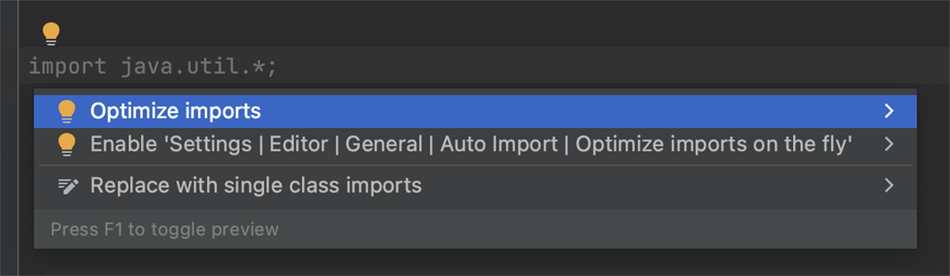 import java.util.*;
Optimize imports
Enable 'Settings | Editor | General | Auto Import | Optimize imports on the fly'
Replace with single class imports
Press F1 to toggle preview